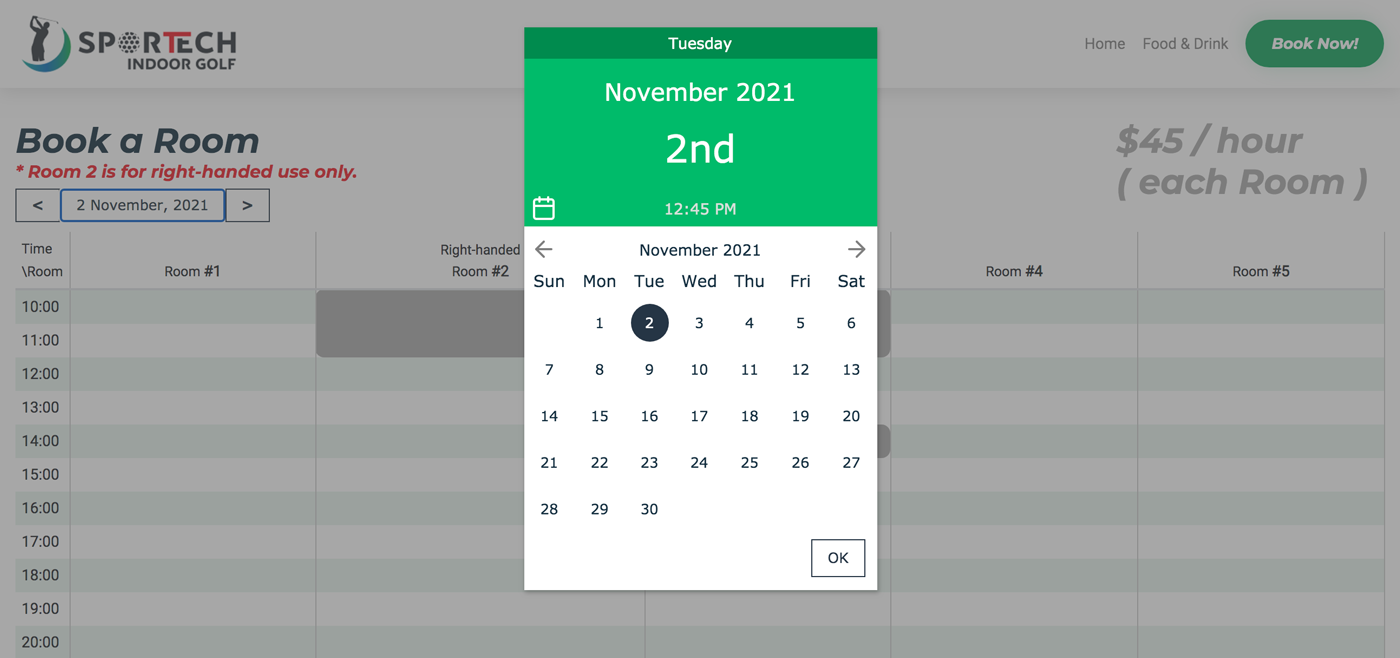 SPORTECH
INDOOR GOLF
Home Food & Drink Book Now!
Book a Room
* Room 2 is for right-handed use only.
$45 / hour
( each Room )
< 2 November, 2021 >
Time
\Room
Room #1
Right-handed
Room #2
Room #4
Room #5
10:00
11:00
12:00
13:00
14:00
15:00
16:00
17:00
18:00
19:00
20:00
Tuesday
November 2021
2nd
12:45 PM
November 2021
Sun Mon Tue Wed Thu Fri Sat
1 2 3 4 5 6
7 8 9 10 11 12 13
14 15 16 17 18 19 20
21 22 23 24 25 26 27
28 29 30
OK